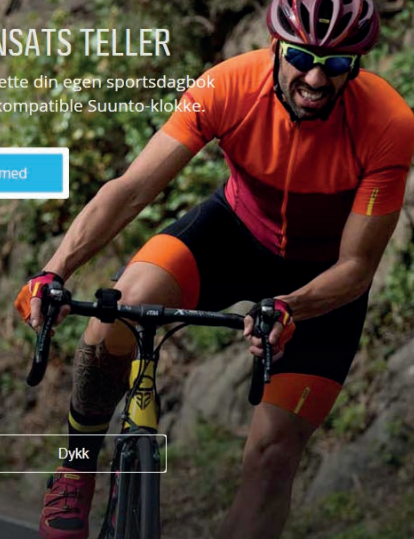 NSATS TELLER
ette din egen sportsdagbok
kompatible Suunto-klokke.
med
Dykk